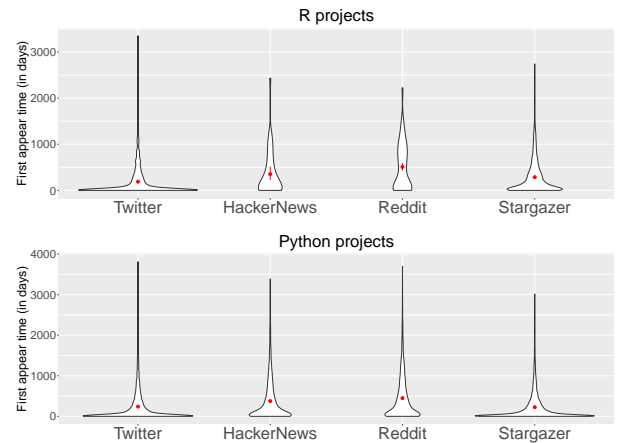 R projects
First appear time (in days)
3000
2000
1000
0
Twitter HackerNews Reddit Stargazer
Python projects
First appear time (in days)
4000
3000
2000
1000
0
Twitter HackerNews Reddit Stargazer